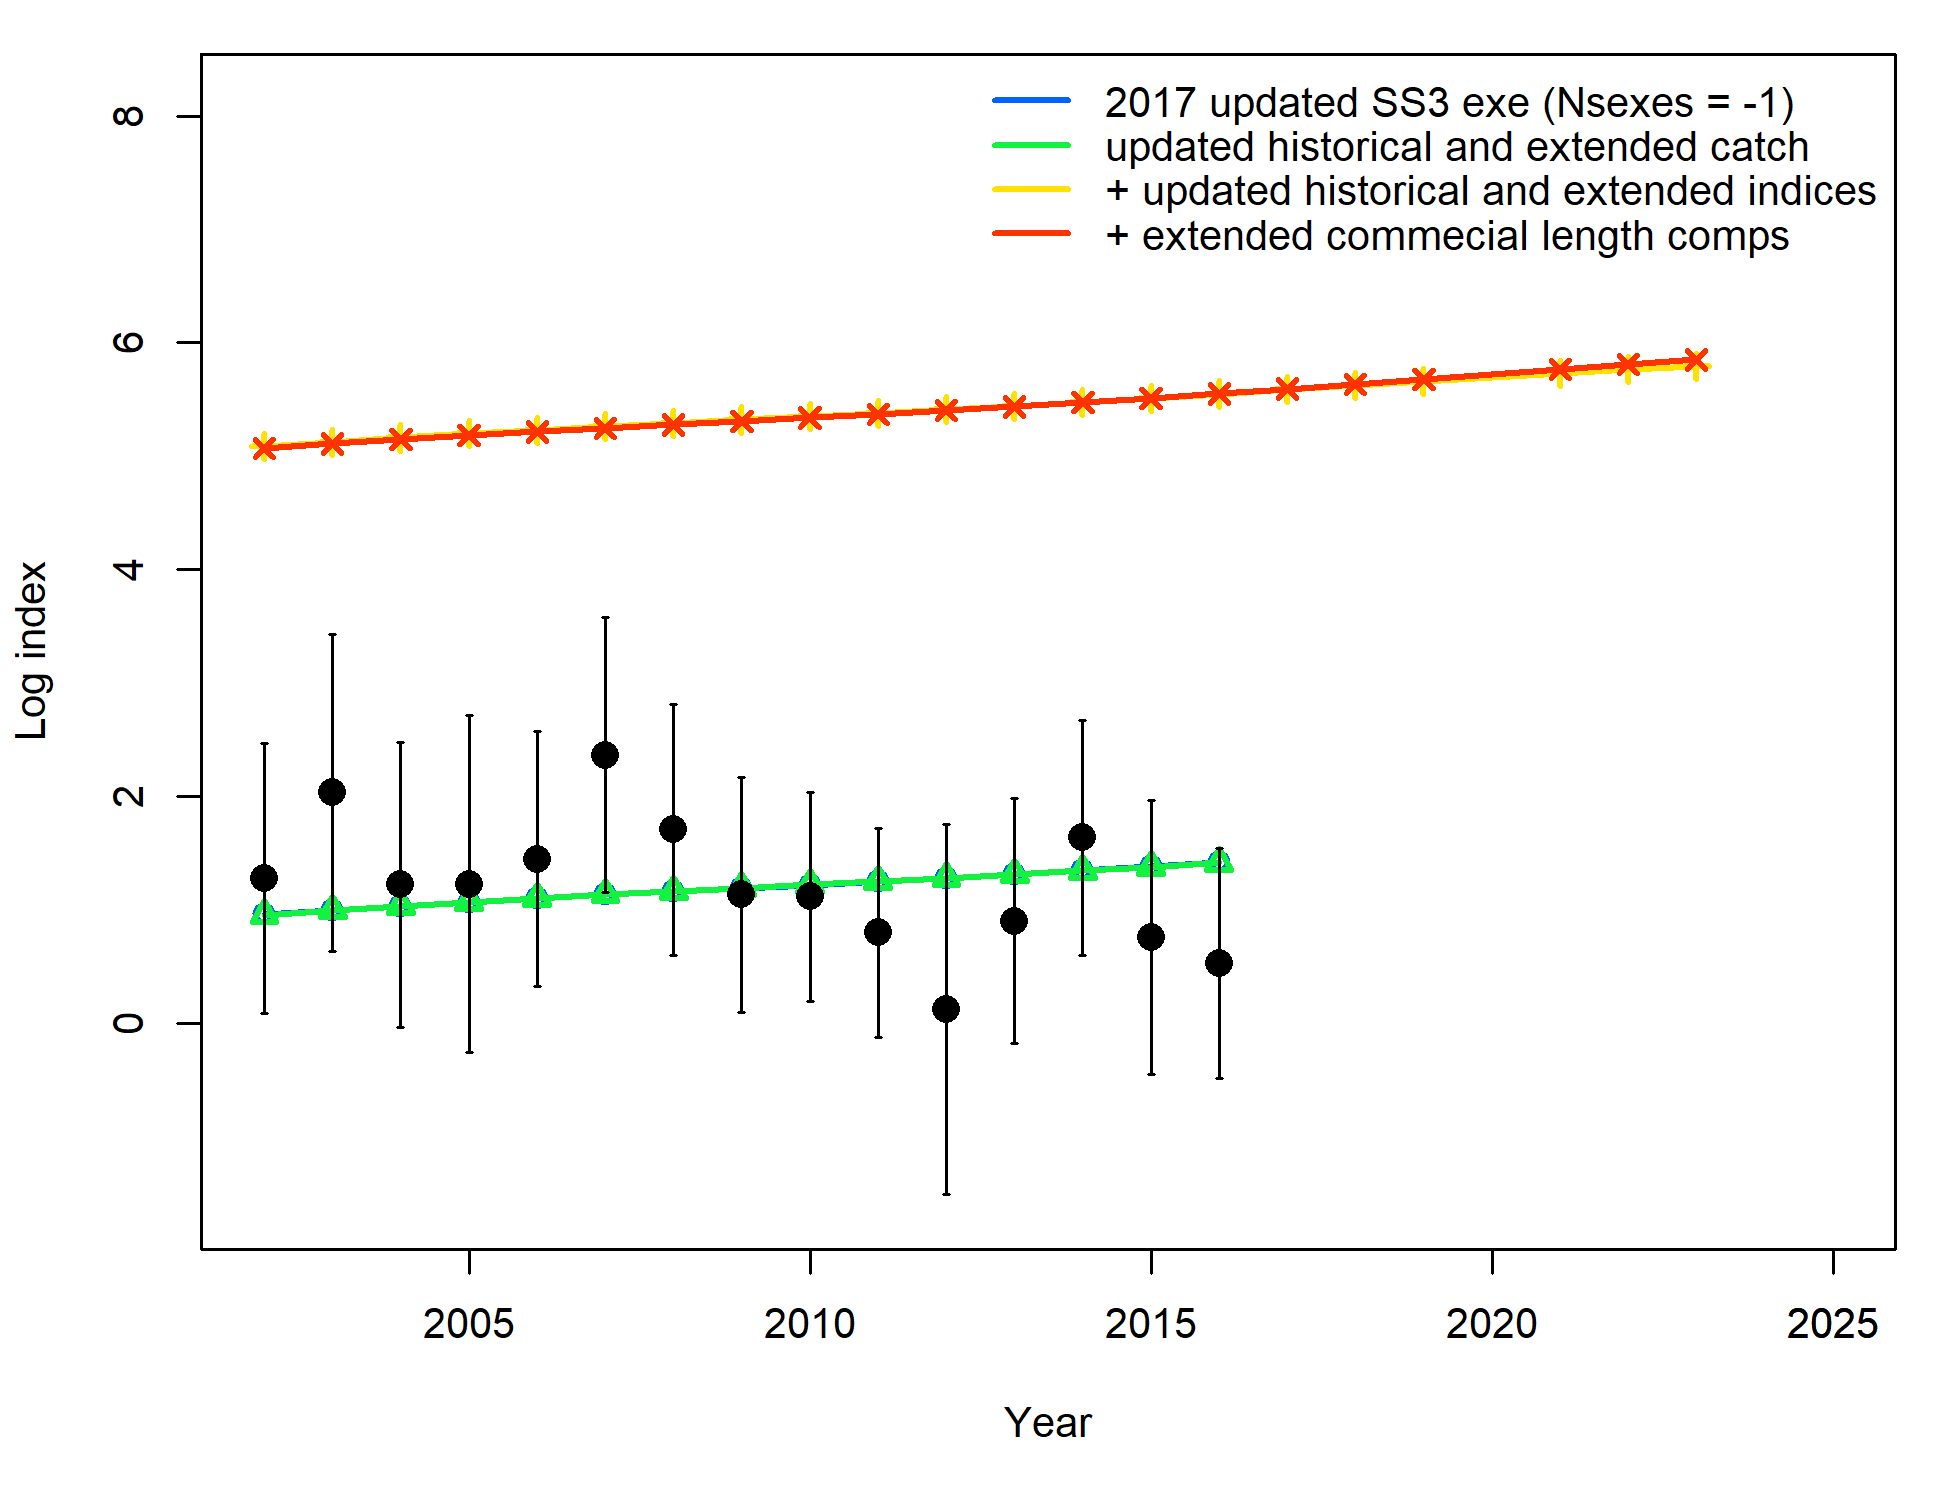 2017 updated SS3 exe (Nsexes = -1)
updated historical and extended catch
+ updated historical and extended indices
+ extended commecial length comps
8
6
4
2
0
Log index
2005 2010 2015 2020 2025
Year